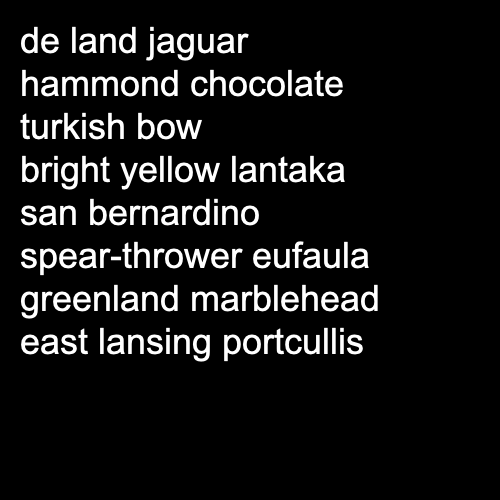 de land jaguar
hammond chocolate
turkish bow
bright yellow lantaka
san bernardino
spear-thrower eufaula
greenland marblehead
east lansing portcullis